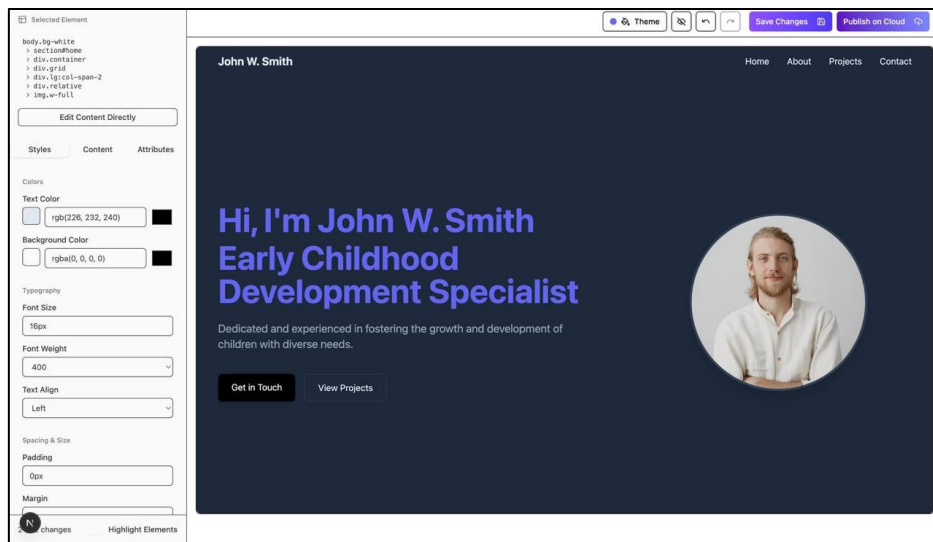 Selected Element
body.bg-white
> section#home
> div.container
> div.grid
> div.lg:col-span-2
> div.relative
> img.w-full
Edit Content Directly
Styles Content Attributes
Colors
Text Color
rgb(226, 232, 240)
Background Color
rgba(0, 0, 0, 0)
Typography
Font Size
16px
Font Weight
400
Text Align
Left
Spacing & Size
Padding
0px
Margin
N
changes Highlight Elements
Theme Save Changes Publish on Cloud
John W. Smith Home About Projects Contact
Hi, I'm John W. Smith
Early Childhood
Development Specialist
Dedicated and experienced in fostering the growth and development of
children with diverse needs.
Get in Touch View Projects